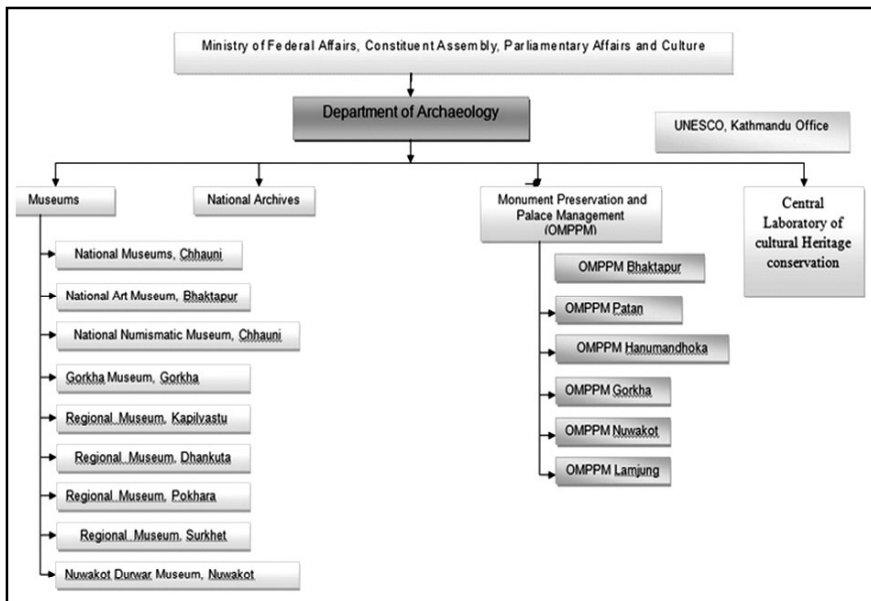 Ministry of Federal Affairs, Constituent Assembly, Parliamentary Affairs and Culture
Department of Archaeology
UNESCO, Kathmandu Office
Museums
National Archives
Monument Preservation and
Palace Management
(OMPPM)
Central
Laboratory of
cultural Heritage
conservation
National Museums, Chhauni
National Art Museum, Bhaktapur
National Numismatic Museum, Chhauni
Gorkha Museum, Gorkha
Regional Museum, Kapilvastu
Regional Museum, Dhankuta
Regional Museum, Pokhara
Regional Museum, Surkhet
Nuwakot Durwar Museum, Nuwakot
OMPPM Bhaktapur
OMPPM Patan
OMPPM Hanumandhoka
OMPPM Gorkha
OMPPM Nuwakot
OMPPM Lamjung